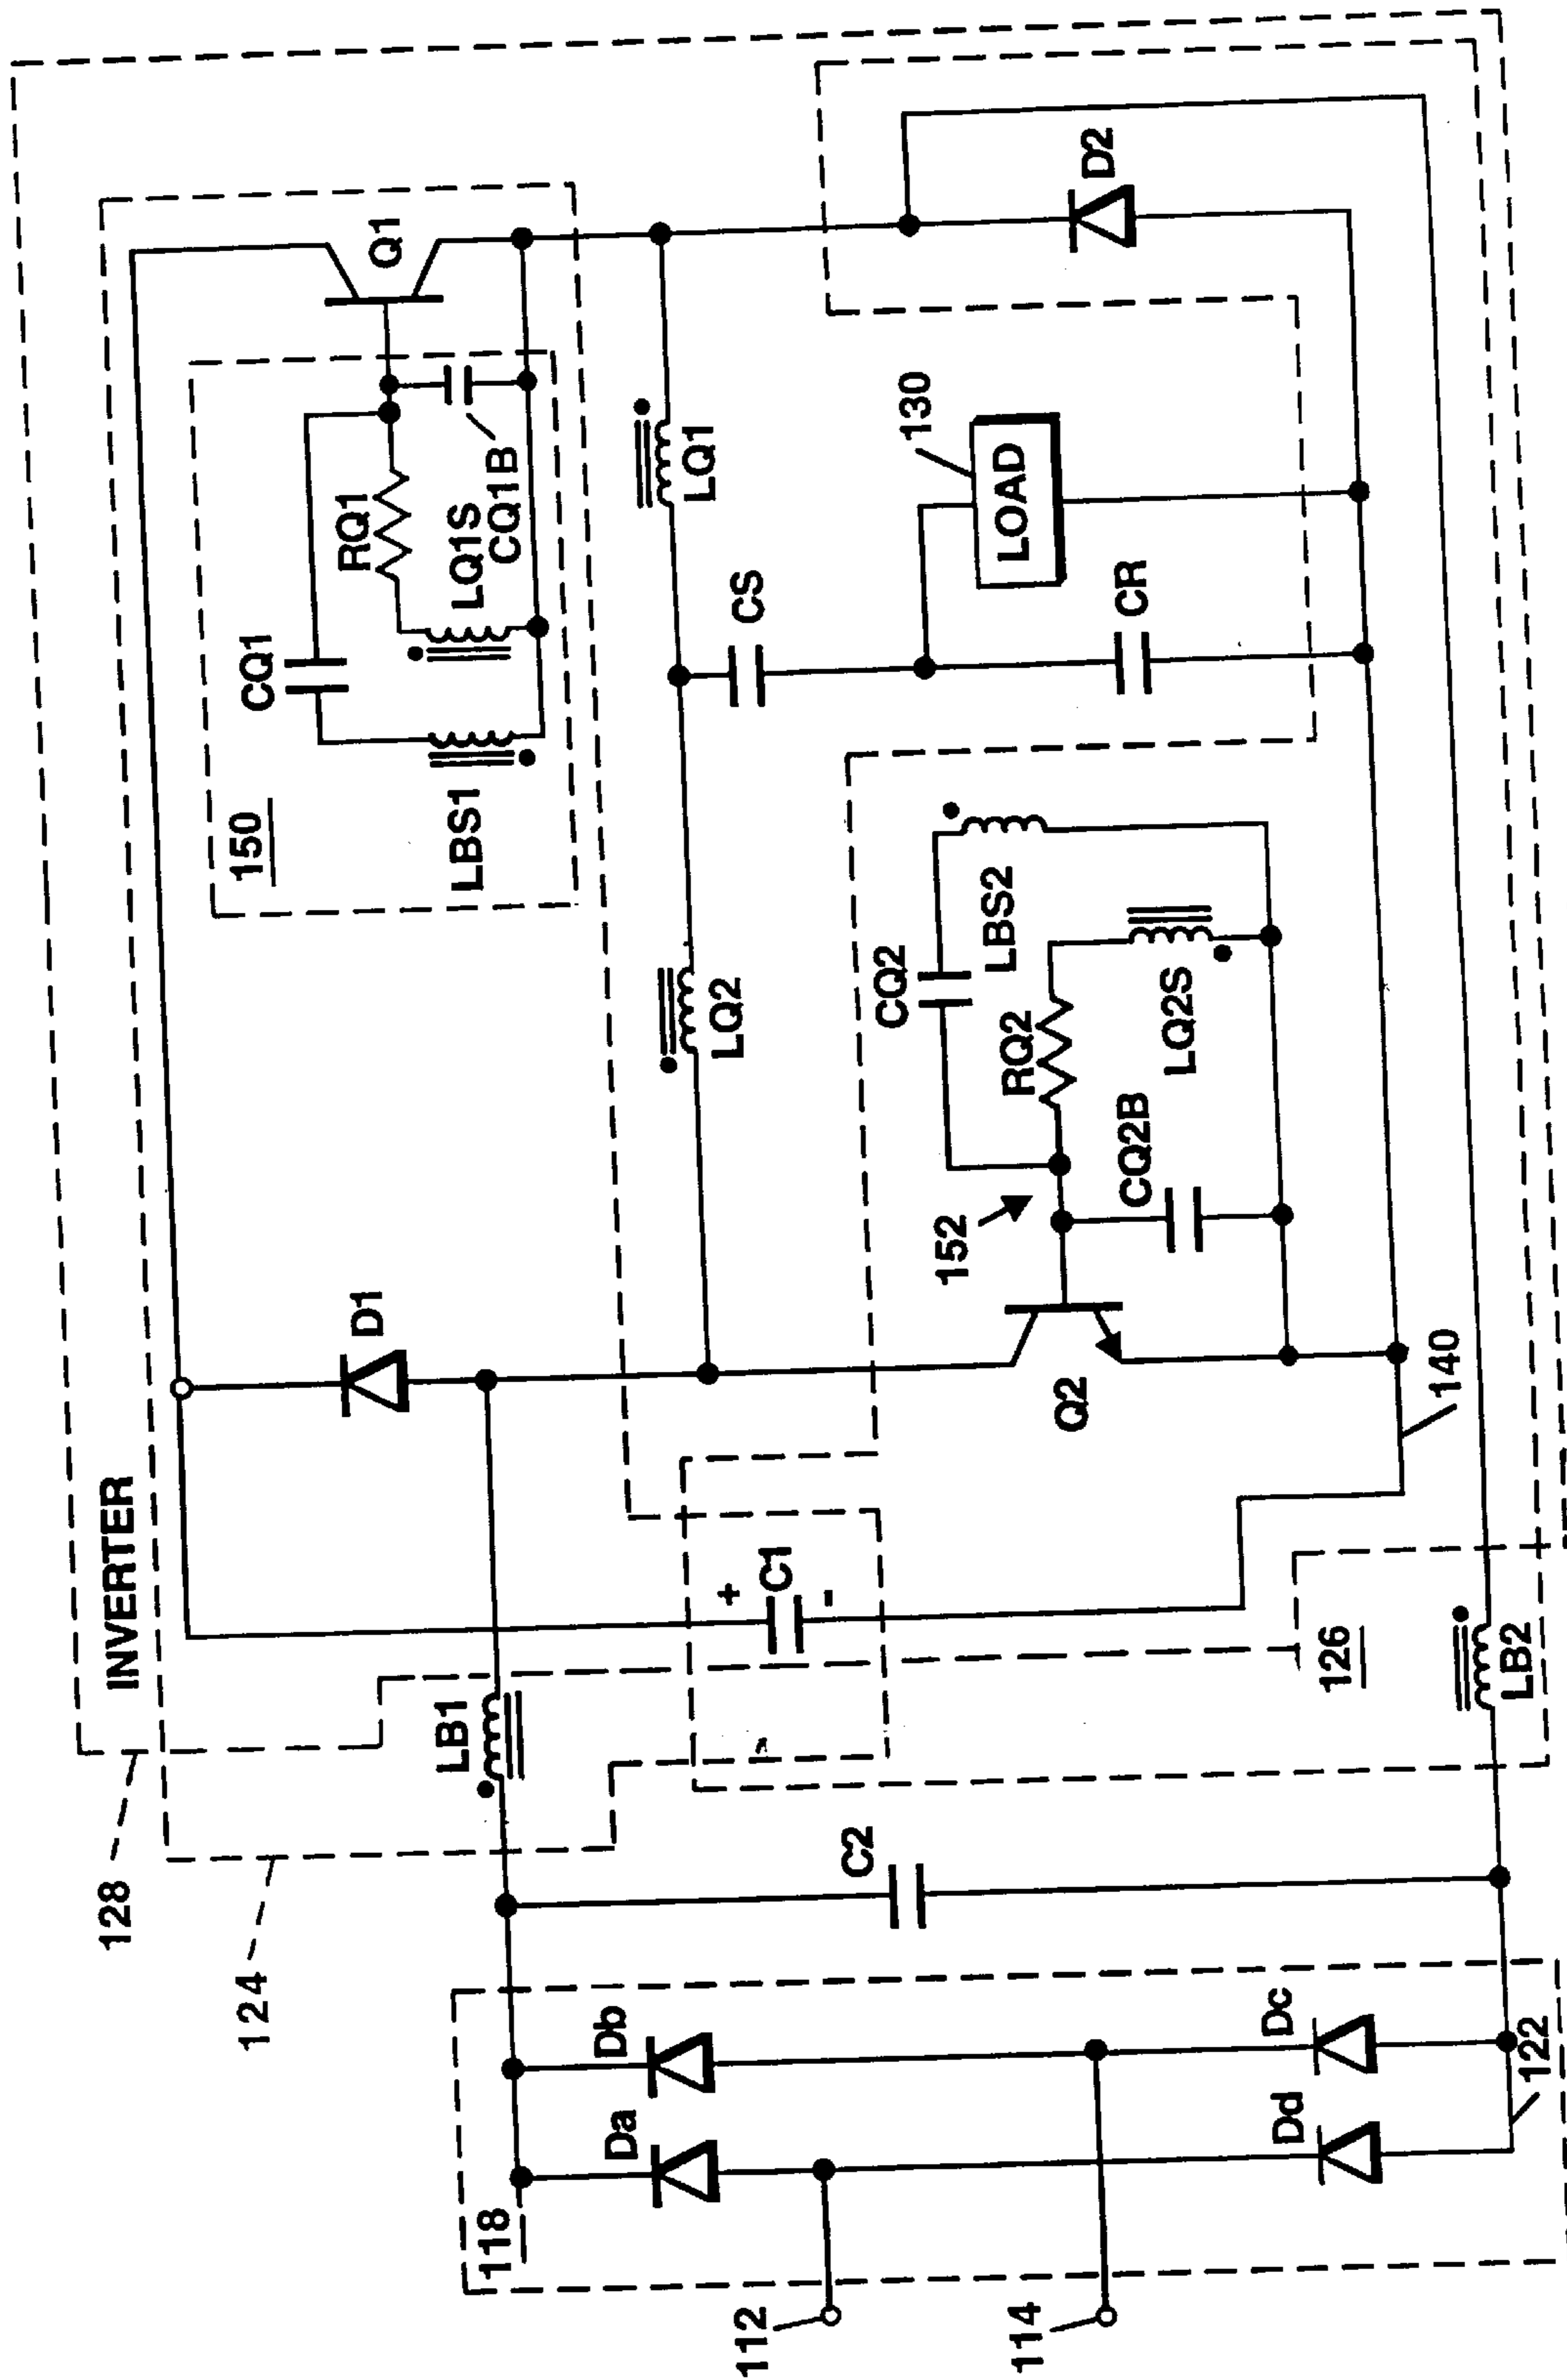 INVERTER
128
124
118
112
114
Da
Db
Dc
Dd
122
C2
LB1
LB2
126
C1
+
-
D1
140
Q2
152
CQ2B
RQ2
CQ2
LQ2S
LBS2
LQ2
150
LBS1
CQ1
RQ1
LQ1S
CQ1B
Q1
LQ1
CS
CR
130
LOAD
D2